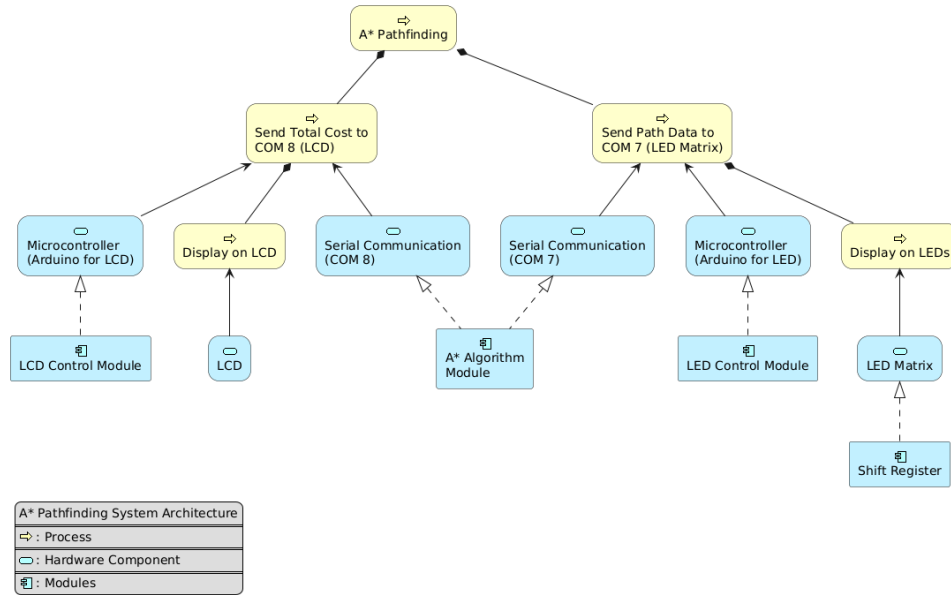 A* Pathfinding
Send Total Cost to
COM 8 (LCD)
Send Path Data to
COM 7 (LED Matrix)
Microcontroller
(Arduino for LCD)
Display on LCD
Serial Communication
(COM 8)
Serial Communication
(COM 7)
Microcontroller
(Arduino for LED)
Display on LEDs
LCD Control Module
LCD
A* Algorithm
Module
LED Control Module
LED Matrix
Shift Register
A* Pathfinding System Architecture
: Process
: Hardware Component
: Modules